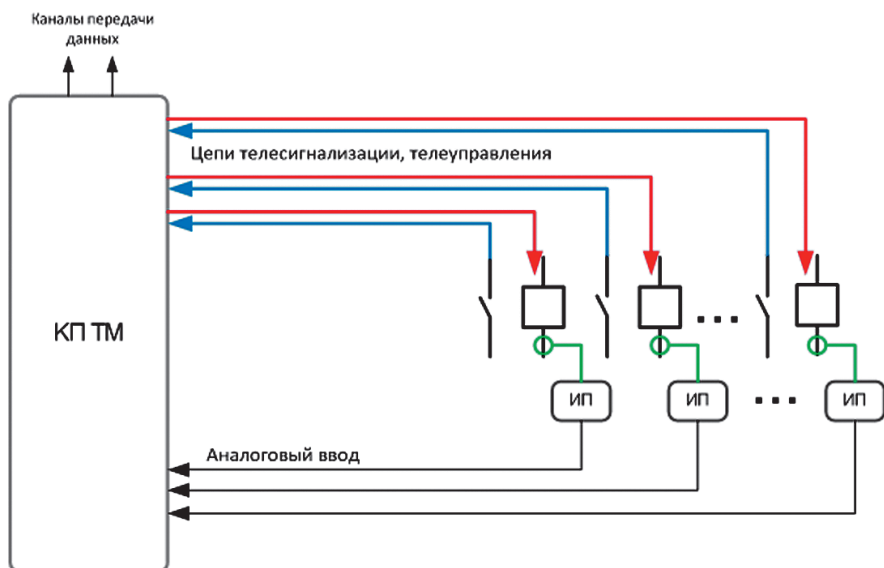 Каналы передачи
данных
Цепи телесигнализации, телеуправления
КП ТМ
ИП
ИП
ИП
Аналоговый ввод